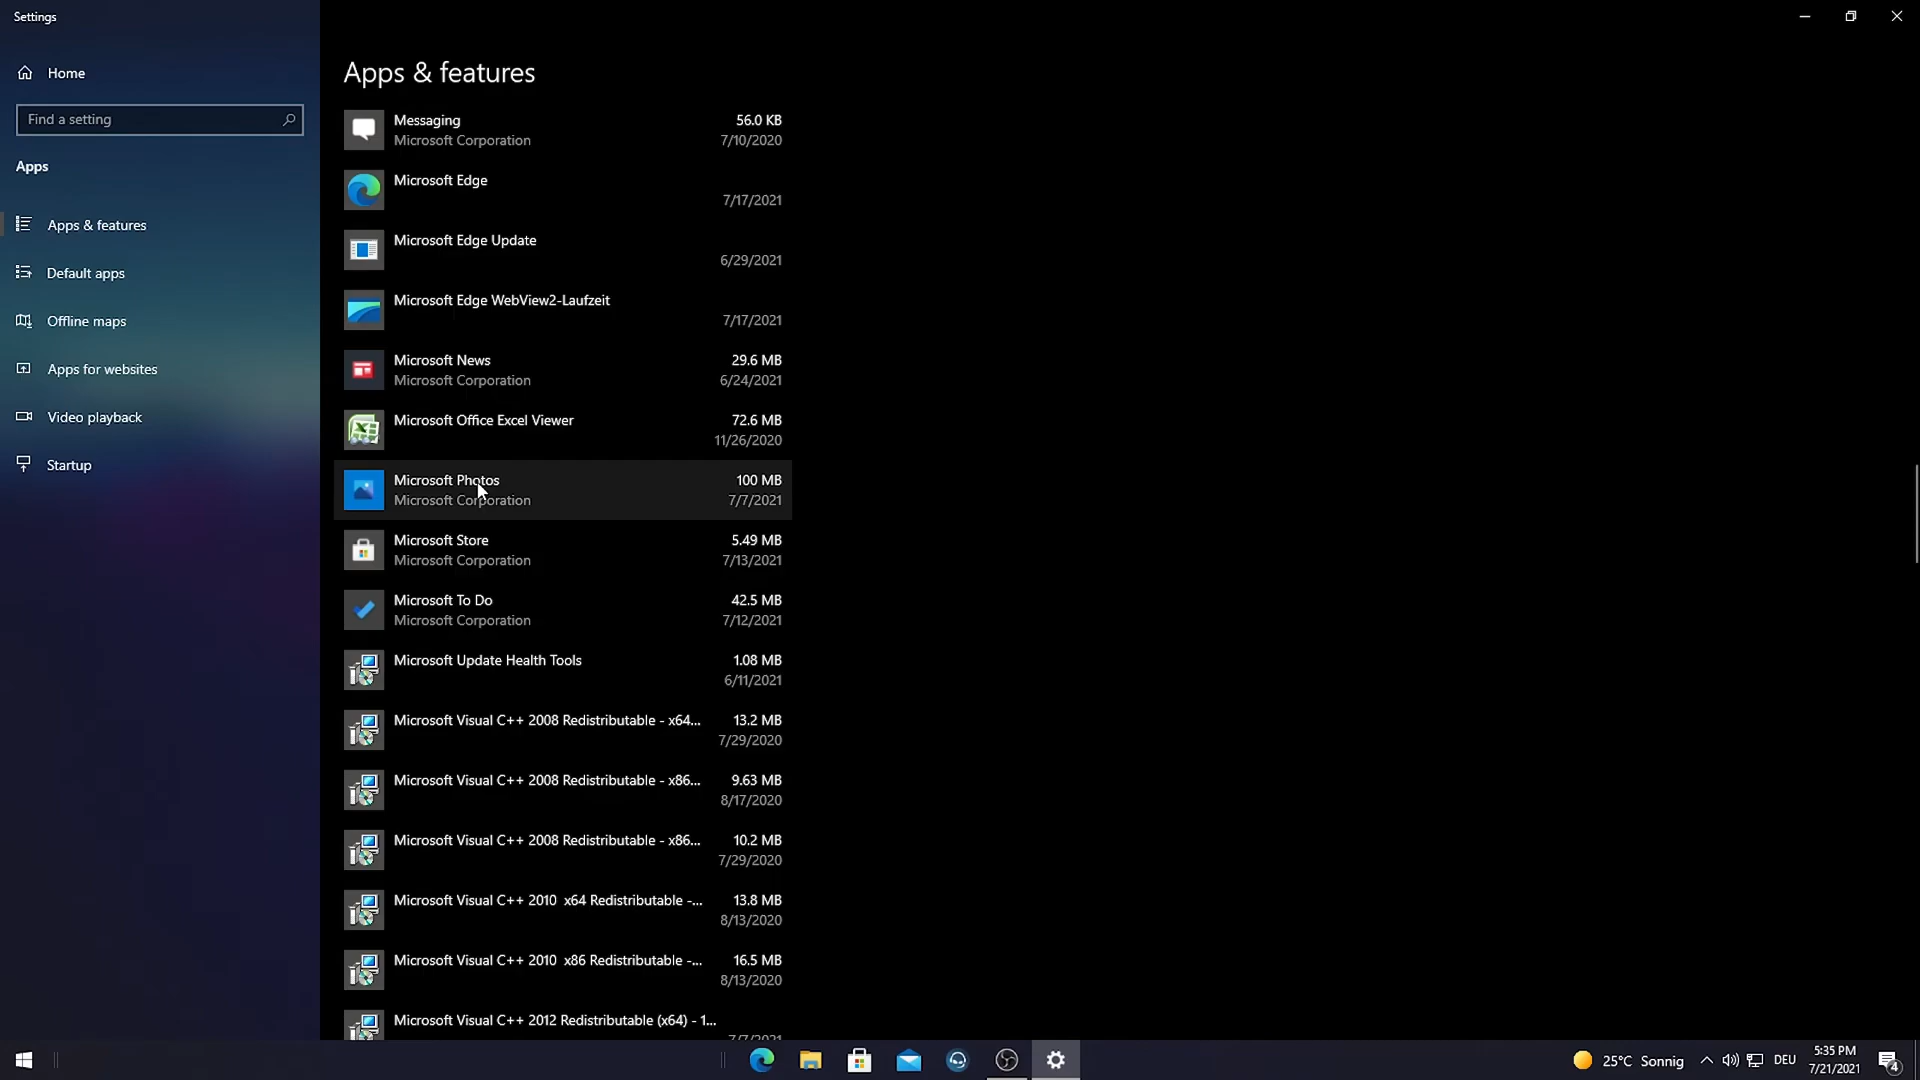 Settings
Home
Find a setting
Apps
Apps & features
Default apps
Offline maps
Apps for websites
Video playback
Startup
Apps & features
Messaging 56.0 KB
Microsoft Corporation 7/10/2020
Microsoft Edge
7/17/2021
Microsoft Edge Update
6/29/2021
Microsoft Edge WebView2-Laufzeit
7/17/2021
Microsoft News 29.6 MB
Microsoft Corporation 6/24/2021
Microsoft Office Excel Viewer 72.6 MB
11/26/2020
Microsoft Photos 100 MB
Microsoft Corporation 7/7/2021
Microsoft Store 5.49 MB
Microsoft Corporation 7/13/2021
Microsoft To Do 42.5 MB
Microsoft Corporation 7/12/2021
Microsoft Update Health Tools 1.08 MB
6/11/2021
Microsoft Visual C++ 2008 Redistributable - x64... 13.2 MB
7/29/2020
Microsoft Visual C++ 2008 Redistributable - x86... 9.63 MB
8/17/2020
Microsoft Visual C++ 2008 Redistributable - x86... 10.2 MB
7/29/2020
Microsoft Visual C++ 2010 x64 Redistributable -... 13.8 MB
8/13/2020
Microsoft Visual C++ 2010 x86 Redistributable -... 16.5 MB
8/13/2020
Microsoft Visual C++ 2012 Redistributable (x64) - 1...
25°C Sonnig DEU 5:35 PM
7/21/2021
4